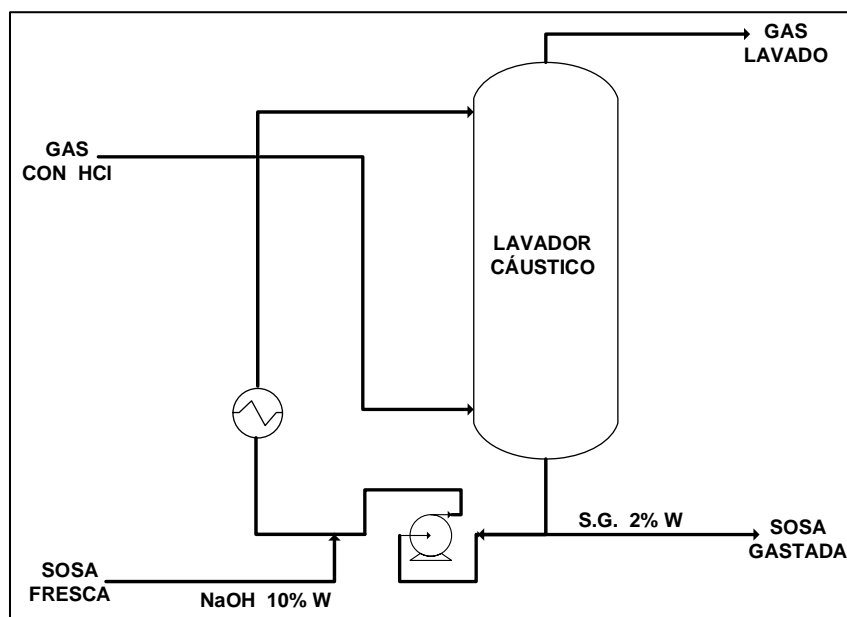 GAS
LAVADO
GAS
CON HCl
LAVADOR
CÁUSTICO
S.G. 2% W
SOSA
GASTADA
SOSA
FRESCA
NaOH 10% W